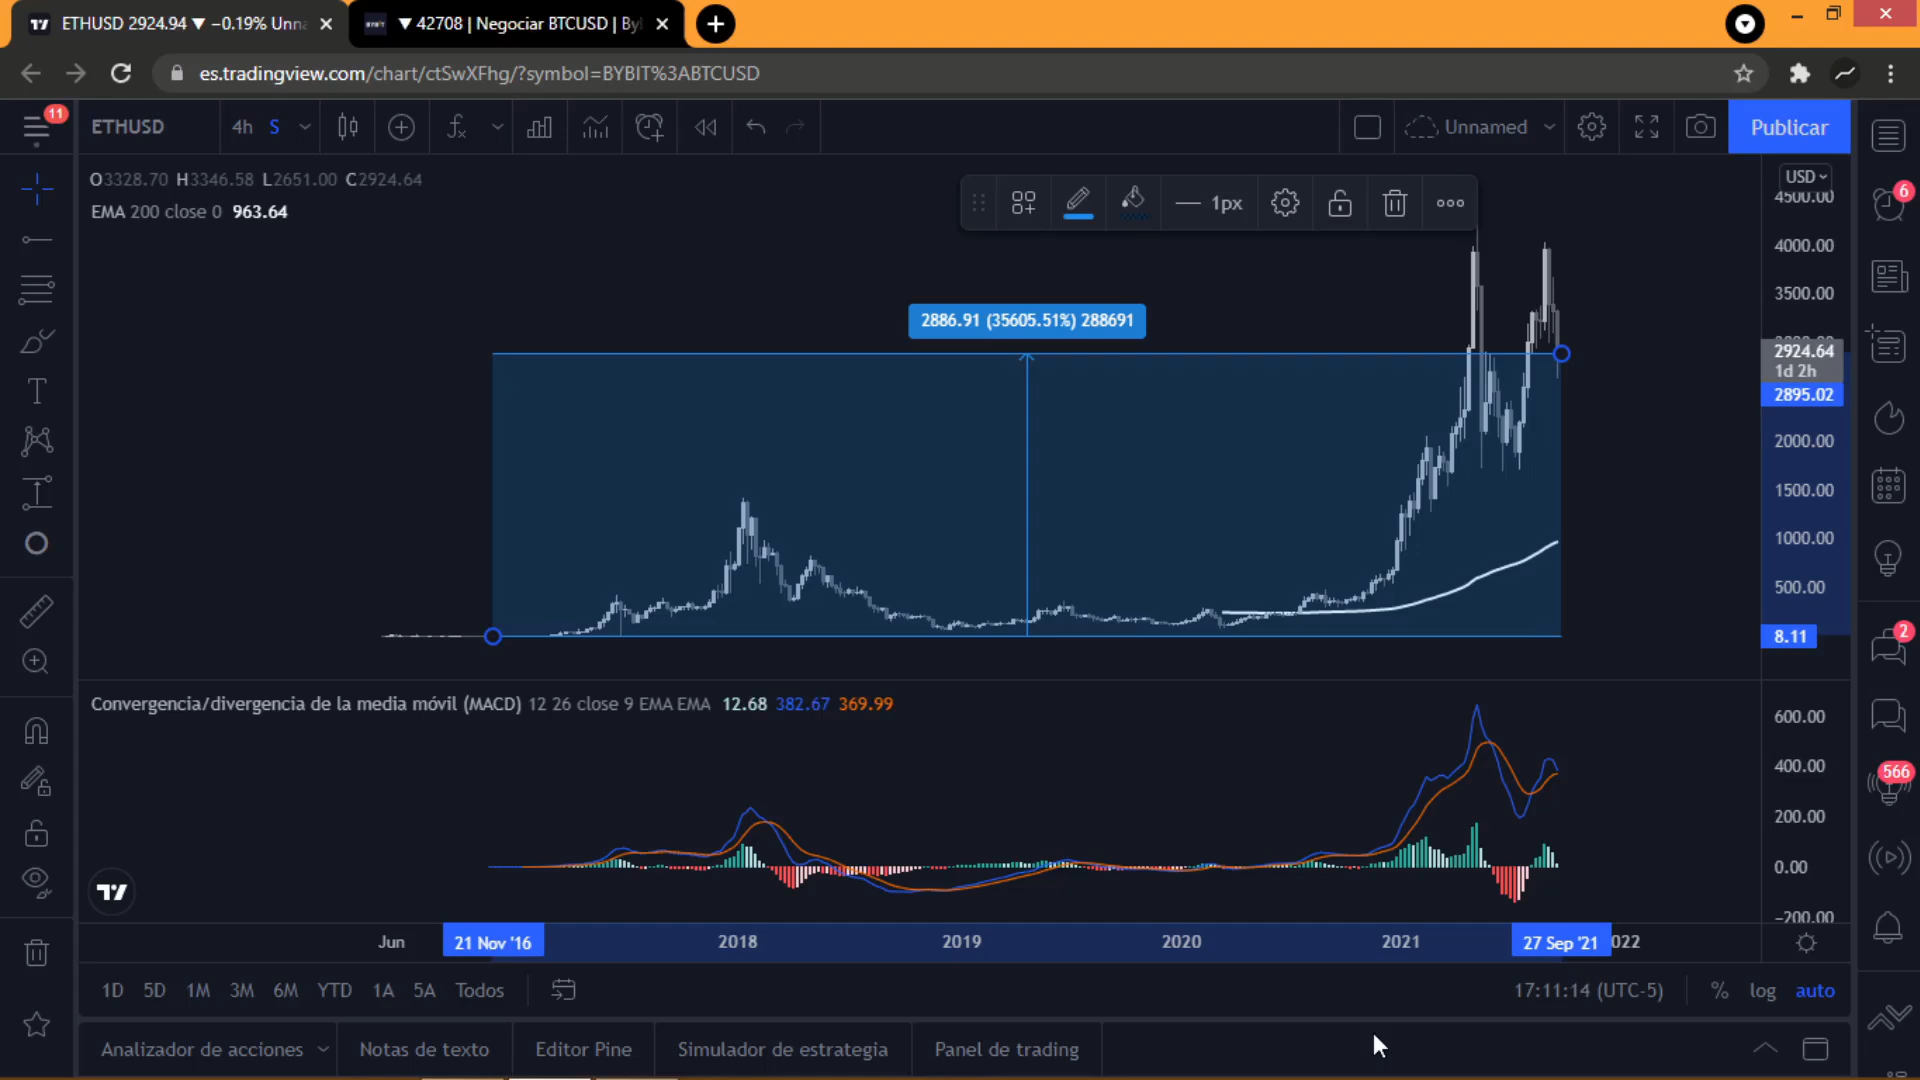 ETHUSD 2924.94 ▼ −0.19% Unna
▼ 42708 | Negociar BTCUSD | Byl
es.tradingview.com/chart/ctSwXFhg/?symbol=BYBIT%3ABTCUSD
11
ETHUSD
4h S
Unnamed
Publicar
O3328.70 H3346.58 L2651.00 C2924.64
EMA 200 close 0 963.64
1px
USD
4500.00
4000.00
3500.00
2924.64
1d 2h
2895.02
2000.00
1500.00
1000.00
500.00
8.11
2886.91 (35605.51%) 288691
6
2
566
Convergencia/divergencia de la media móvil (MACD) 12 26 close 9 EMA EMA 12.68 382.67 369.99
600.00
400.00
200.00
0.00
−200.00
Jun 21 Nov '16 2018 2019 2020 2021 27 Sep '21 022
1D 5D 1M 3M 6M YTD 1A 5A Todos
17:11:14 (UTC-5) % log auto
Analizador de acciones Notas de texto Editor Pine Simulador de estrategia Panel de trading